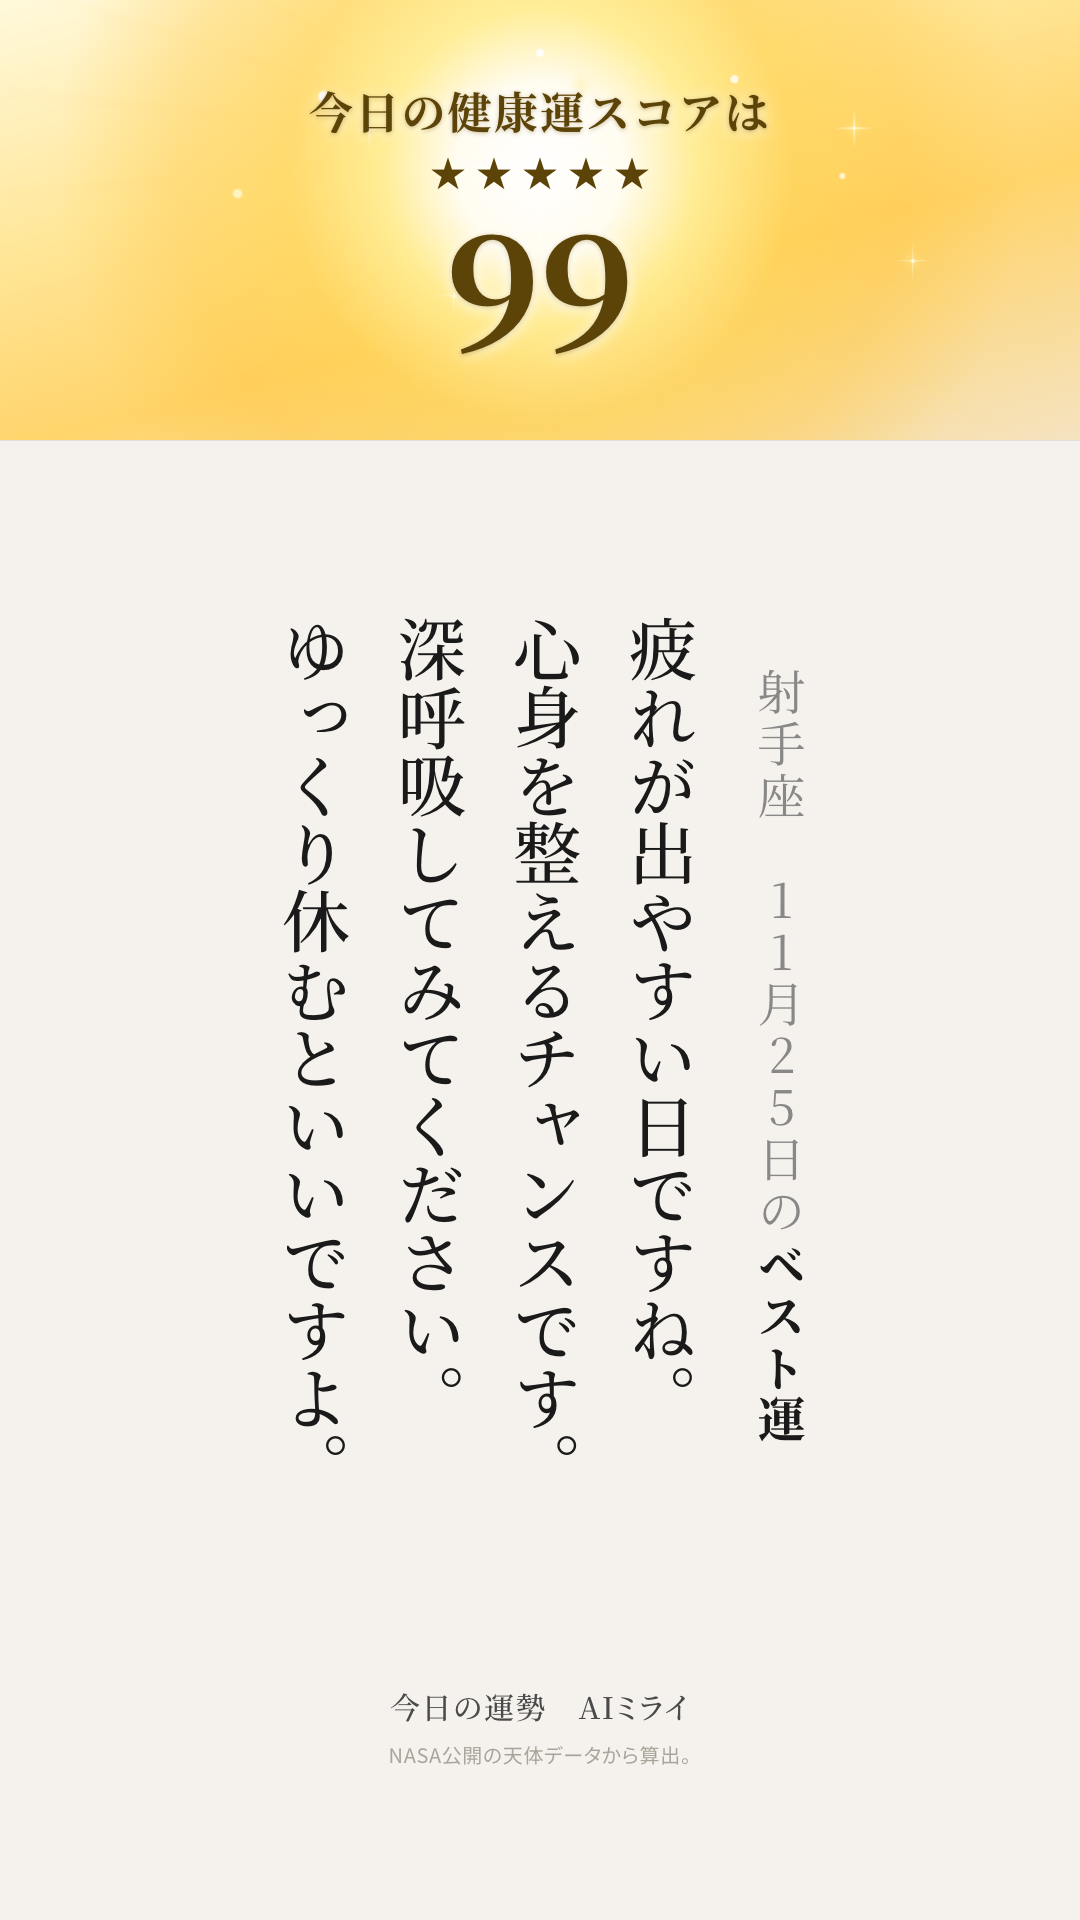 今日の健康運スコアは
★★★★★
99
射手座　11月25日のベスト運
疲れが出やすい日ですね。
心身を整えるチャンスです。
深呼吸してみてください。
ゆっくり休むといいですよ。
今日の運勢　AIミライ
NASA公開の天体データから算出。